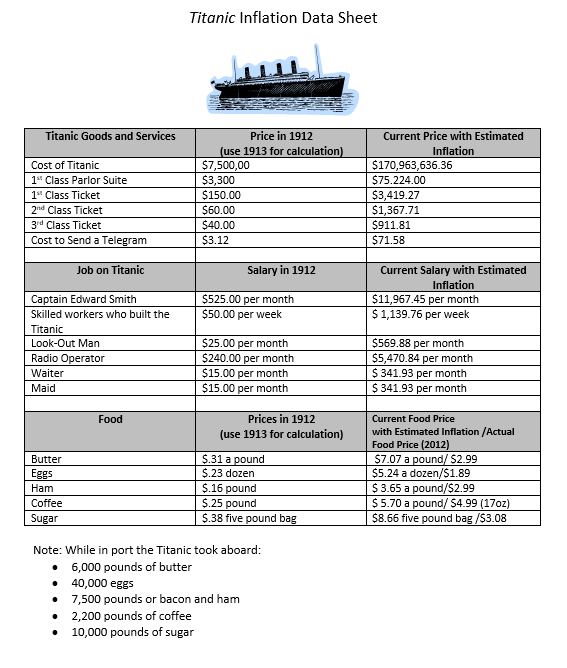 Titanic Inflation Data Sheet
Titanic Goods and Services Price in 1912 Current Price with Estimated
(use 1913 for calculation) Inflation
Cost of Titanic $7,500,00 $170,963,636.36
1st Class Parlor Suite $3,300 $75.224.00
1st Class Ticket $150.00 $3,419.27
2nd Class Ticket $60.00 $1,367.71
3rd Class Ticket $40.00 $911.81
Cost to Send a Telegram $3.12 $71.58
Job on Titanic Salary in 1912 Current Salary with Estimated
Inflation
Captain Edward Smith $525.00 per month $11,967.45 per month
Skilled workers who built the $50.00 per week $ 1,139.76 per week
Titanic
Look-Out Man $25.00 per month $569.88 per month
Radio Operator $240.00 per month $5,470.84 per month
Waiter $15.00 per month $ 341.93 per month
Maid $15.00 per month $ 341.93 per month
Food Prices in 1912 Current Food Price
(use 1913 for calculation) with Estimated Inflation /Actual
Food Price (2012)
Butter $.31 a pound $7.07 a pound/ $2.99
Eggs $.23 dozen $5.24 a dozen/$1.89
Ham $.16 pound $ 3.65 a pound/$2.99
Coffee $.25 pound $ 5.70 a pound/ $4.99 (17oz)
Sugar $.38 five pound bag $8.66 five pound bag /$3.08
Note: While in port the Titanic took aboard:
• 6,000 pounds of butter
• 40,000 eggs
• 7,500 pounds or bacon and ham
• 2,200 pounds of coffee
• 10,000 pounds of sugar